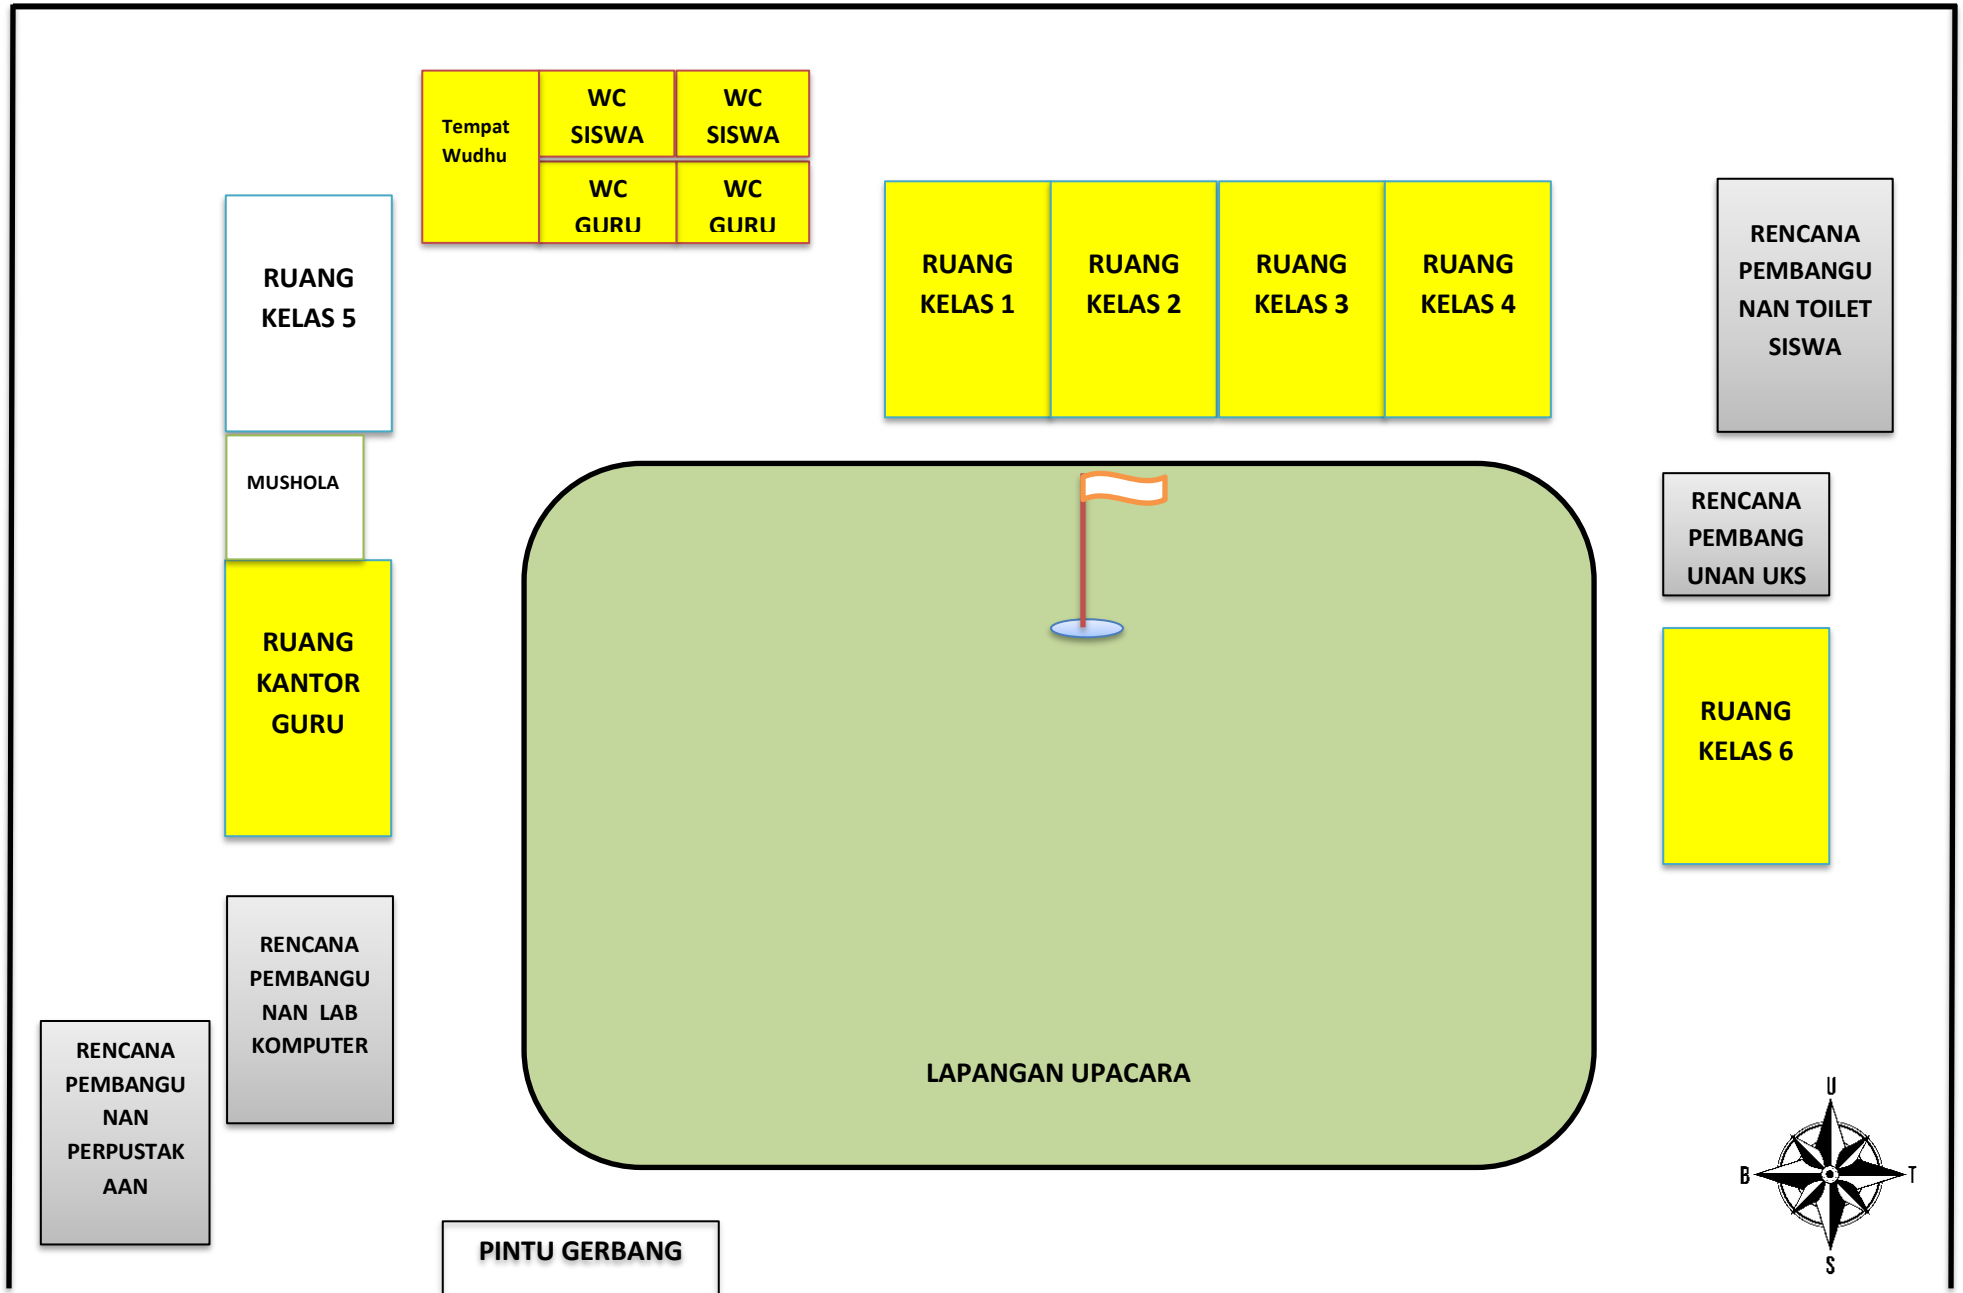 Tempat
Wudhu
WC
SISWA
WC
SISWA
WC
GURU
WC
GURU
RUANG
KELAS 5
RUANG
KELAS 1
RUANG
KELAS 2
RUANG
KELAS 3
RUANG
KELAS 4
RENCANA
PEMBANGU
NAN TOILET
SISWA
MUSHOLA
RENCANA
PEMBANG
UNAN UKS
RUANG
KANTOR
GURU
RUANG
KELAS 6
RENCANA
PEMBANGU
NAN LAB
KOMPUTER
RENCANA
PEMBANGU
NAN
PERPUSTAK
AAN
LAPANGAN UPACARA
U
B
T
S
PINTU GERBANG